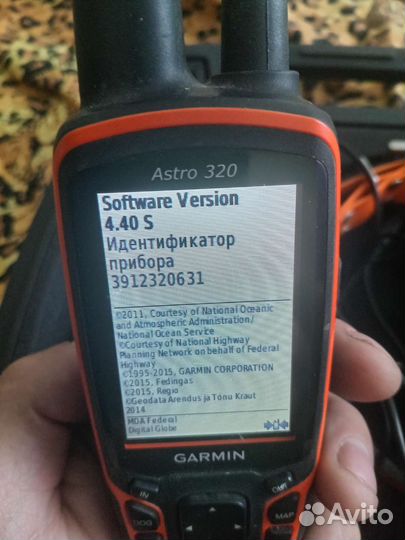 Astro 320
Software Version
4.40 S
Идентификатор
прибора
3912320631
©2011, Courtesy of National Oceanic
and Atmospheric Administration/
National Ocean Service
©Courtesy of National Highway
Planning Network on behalf of Federal
Highway
©1995-2015, GARMIN CORPORATION
©2015, Fedingas
©2015, Regio
©Geodata Arendus ja Tõnu Kraut
2014
MDA Federal
Digital Globe
GARMIN
IN
OUT
DOG
MAP
Avito